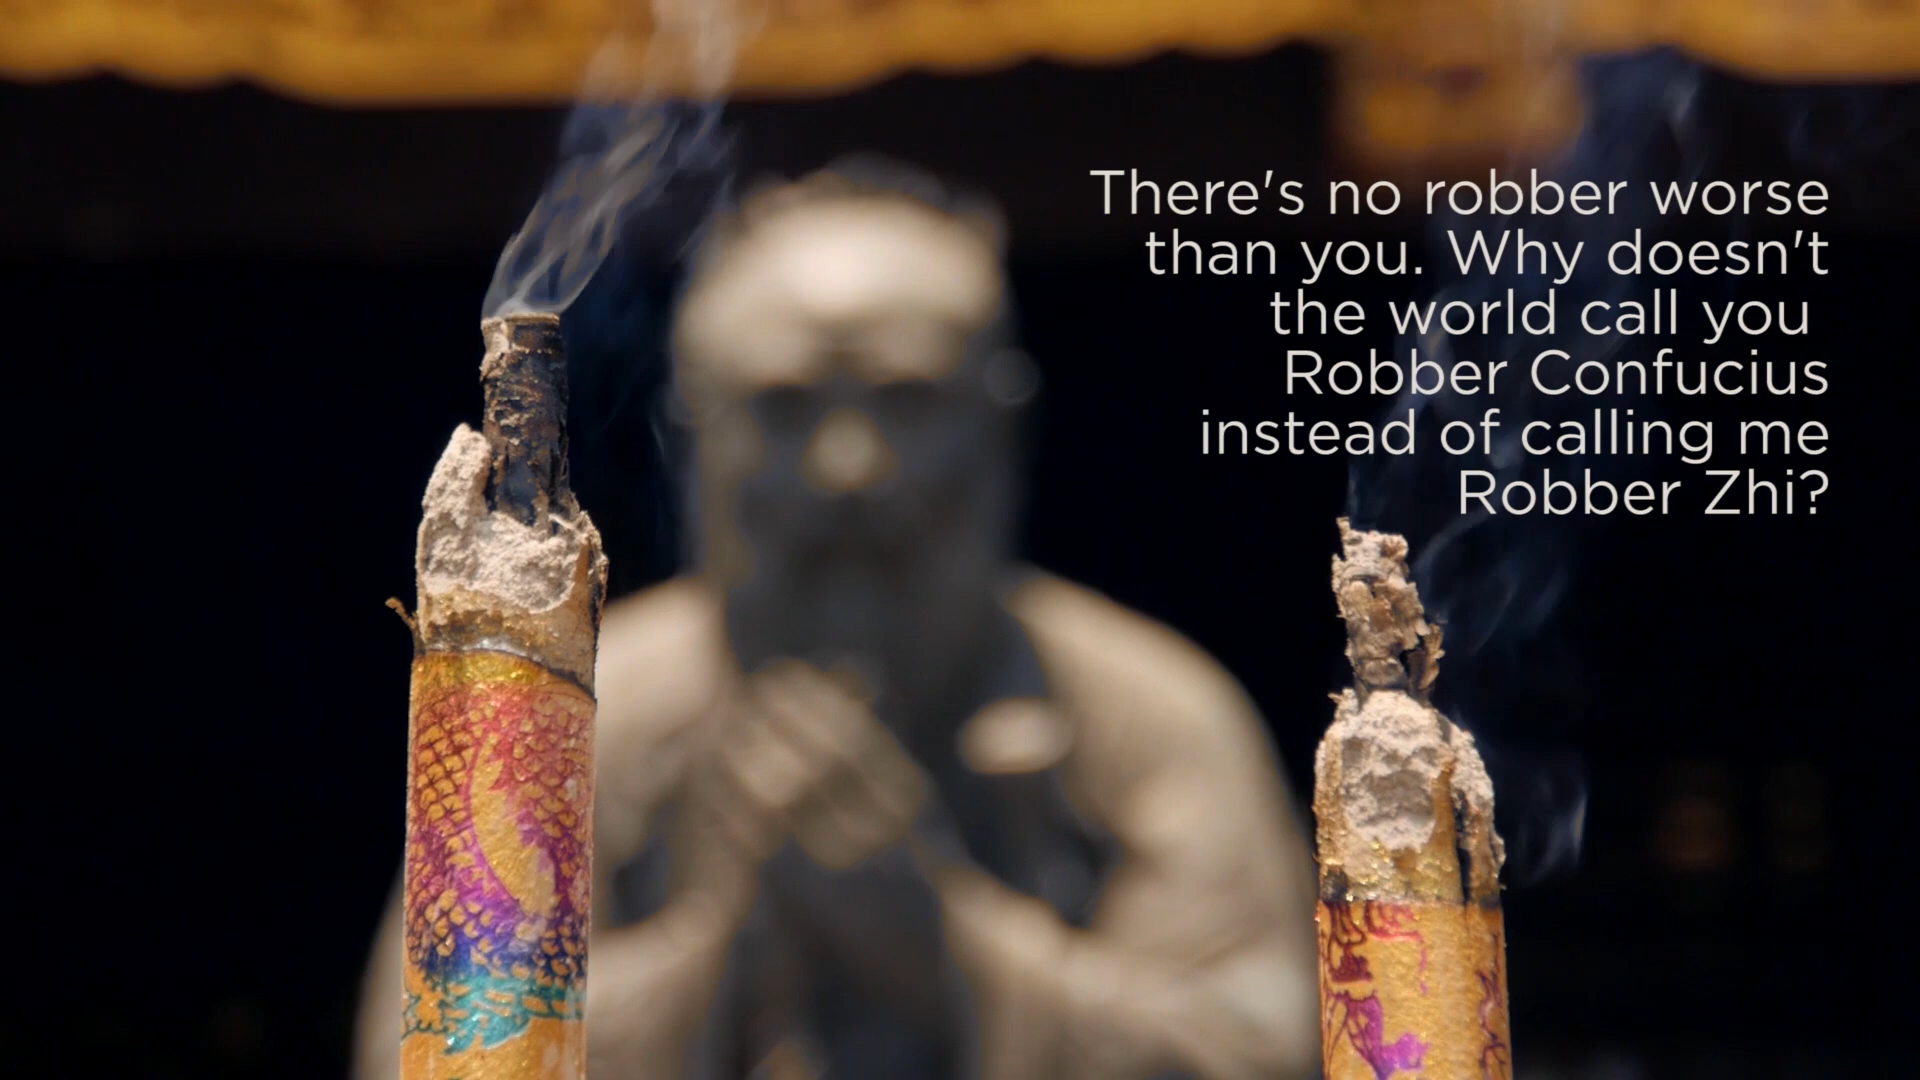 There's no robber worse
than you. Why doesn't
the world call you
Robber Confucius
instead of calling me
Robber Zhi?